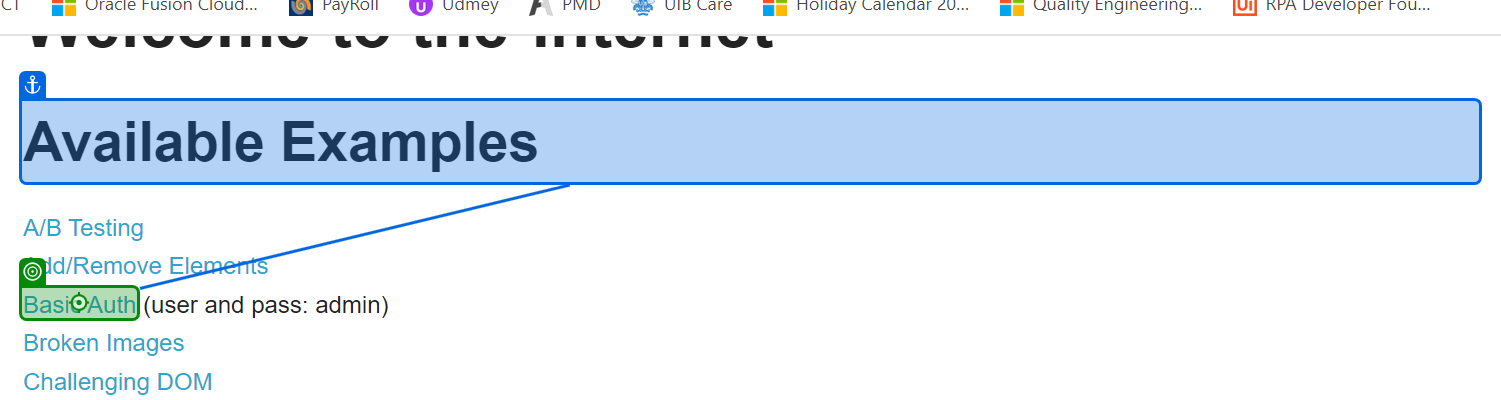 CT Oracle Fusion Cloud... PayRoll Udmey PMD UIB Care Holiday Calendar 20... Quality Engineering... RPA Developer Fou...
Welcome to the-internet
Available Examples
A/B Testing
Add/Remove Elements
Basic Auth (user and pass: admin)
Broken Images
Challenging DOM